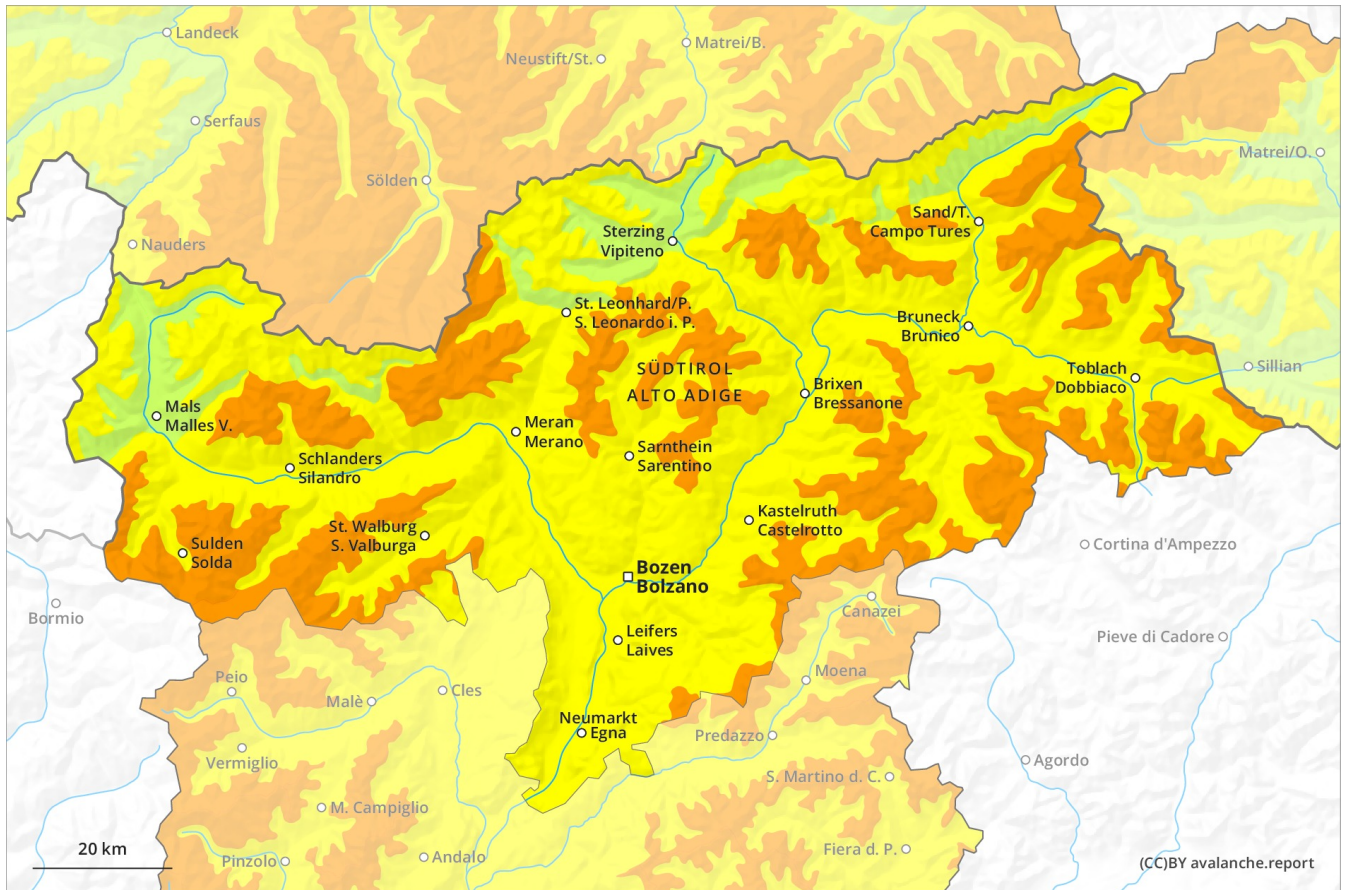 Landeck
Matrei/B.
Neustift/St.
Serfaus
Matrei/O.
Sölden
Nauders
Sand/T.
Campo Tures
Sterzing
Vipiteno
St. Leonhard/P.
S. Leonardo i. P.
Bruneck
Brunico
SÜDTIROL
ALTO ADIGE
Toblach
Dobbiaco
Sillian
Brixen
Bressanone
Mals
Malles V.
Meran
Merano
Sarnthein
Sarentino
Schlanders
Silandro
Kastelruth
Castelrotto
St. Walburg
S. Valburga
Sulden
Solda
Cortina d'Ampezzo
Bozen
Bolzano
Bormio
Canazei
Leifers
Laives
Pieve di Cadore
Peio
Moena
Malè
Cles
Neumarkt
Egna
Predazzo
Vermiglio
Agordo
S. Martino d. C.
M. Campiglio
20 km
Andalo
Fiera d. P.
Pinzolo
(CC)BY avalanche.report